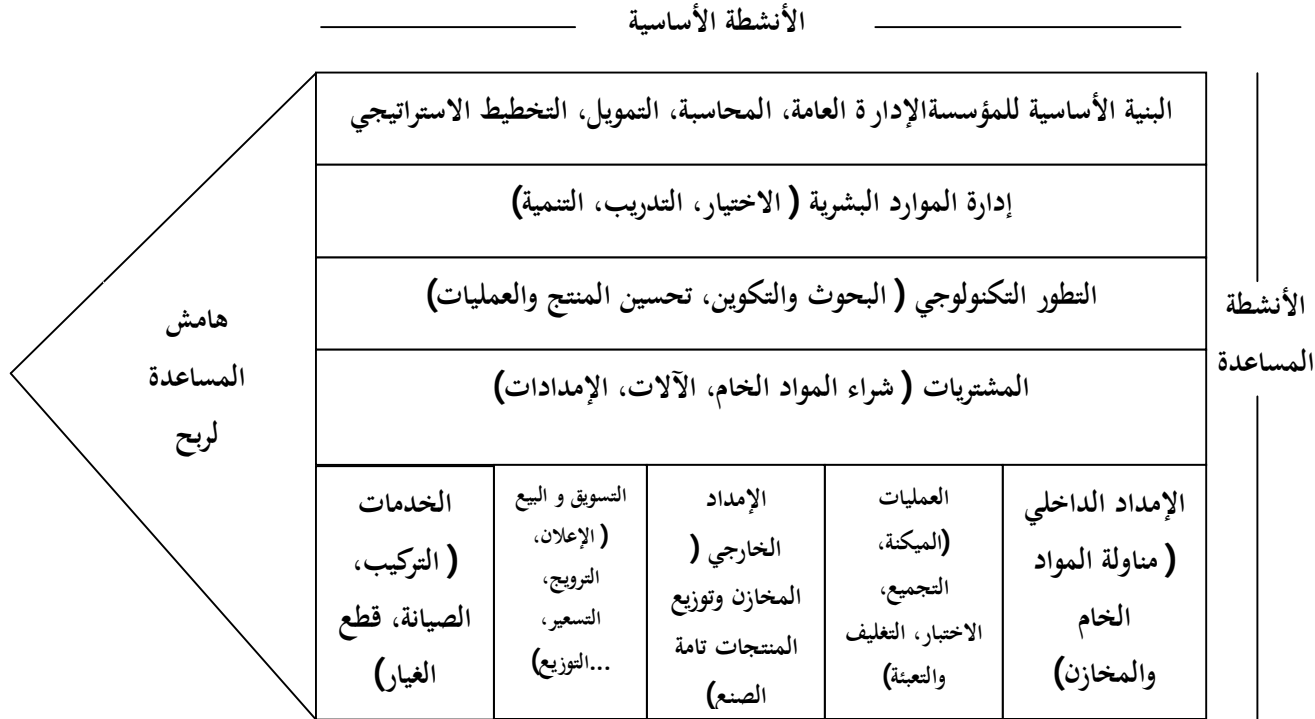 الأنشطة الأساسية
البنية الأساسية للمؤسسةالإدار ة العامة، المحاسبة، التمويل، التخطيط الاستراتيجي
إدارة الموارد البشرية ( الاختيار، التدريب، التنمية)
التطور التكنولوجي ( البحوث والتكوين، تحسين المنتج والعمليات)
المشتريات ( شراء المواد الخام، الآلات، الإمدادات)
الأنشطة
المساعدة
الإمداد الداخلي
( مناولة المواد
الخام
والمخازن)
العمليات
(الميكنة،
التجميع،
الاختبار، التغليف
والتعبئة)
الإمداد
الخارجي (
المخازن وتوزيع
المنتجات تامة
الصنع)
التسويق و البيع
( الإعلان،
الترويج،
التسعير،
...التوزيع)
الخدمات
( التركيب،
الصيانة، قطع
الغيار)
هامش
المساعدة
لربح